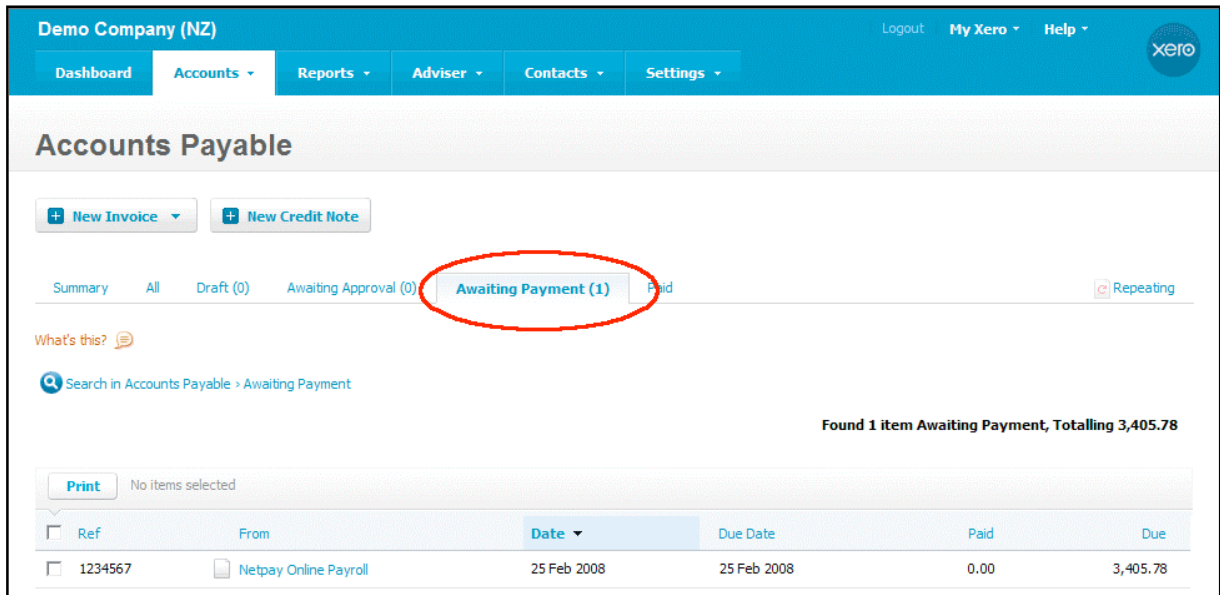 Demo Company (NZ) Logout My Xero Help
xero
Dashboard Accounts Reports Adviser Contacts Settings
Accounts Payable
New Invoice New Credit Note
Summary All Draft (0) Awaiting Approval (0) Awaiting Payment (1) Paid Repeating
What's this?
Search in Accounts Payable › Awaiting Payment
Found 1 item Awaiting Payment, Totalling 3,405.78
Print No items selected
Ref From Date Due Date Paid Due
1234567 Netpay Online Payroll 25 Feb 2008 25 Feb 2008 0.00 3,405.78